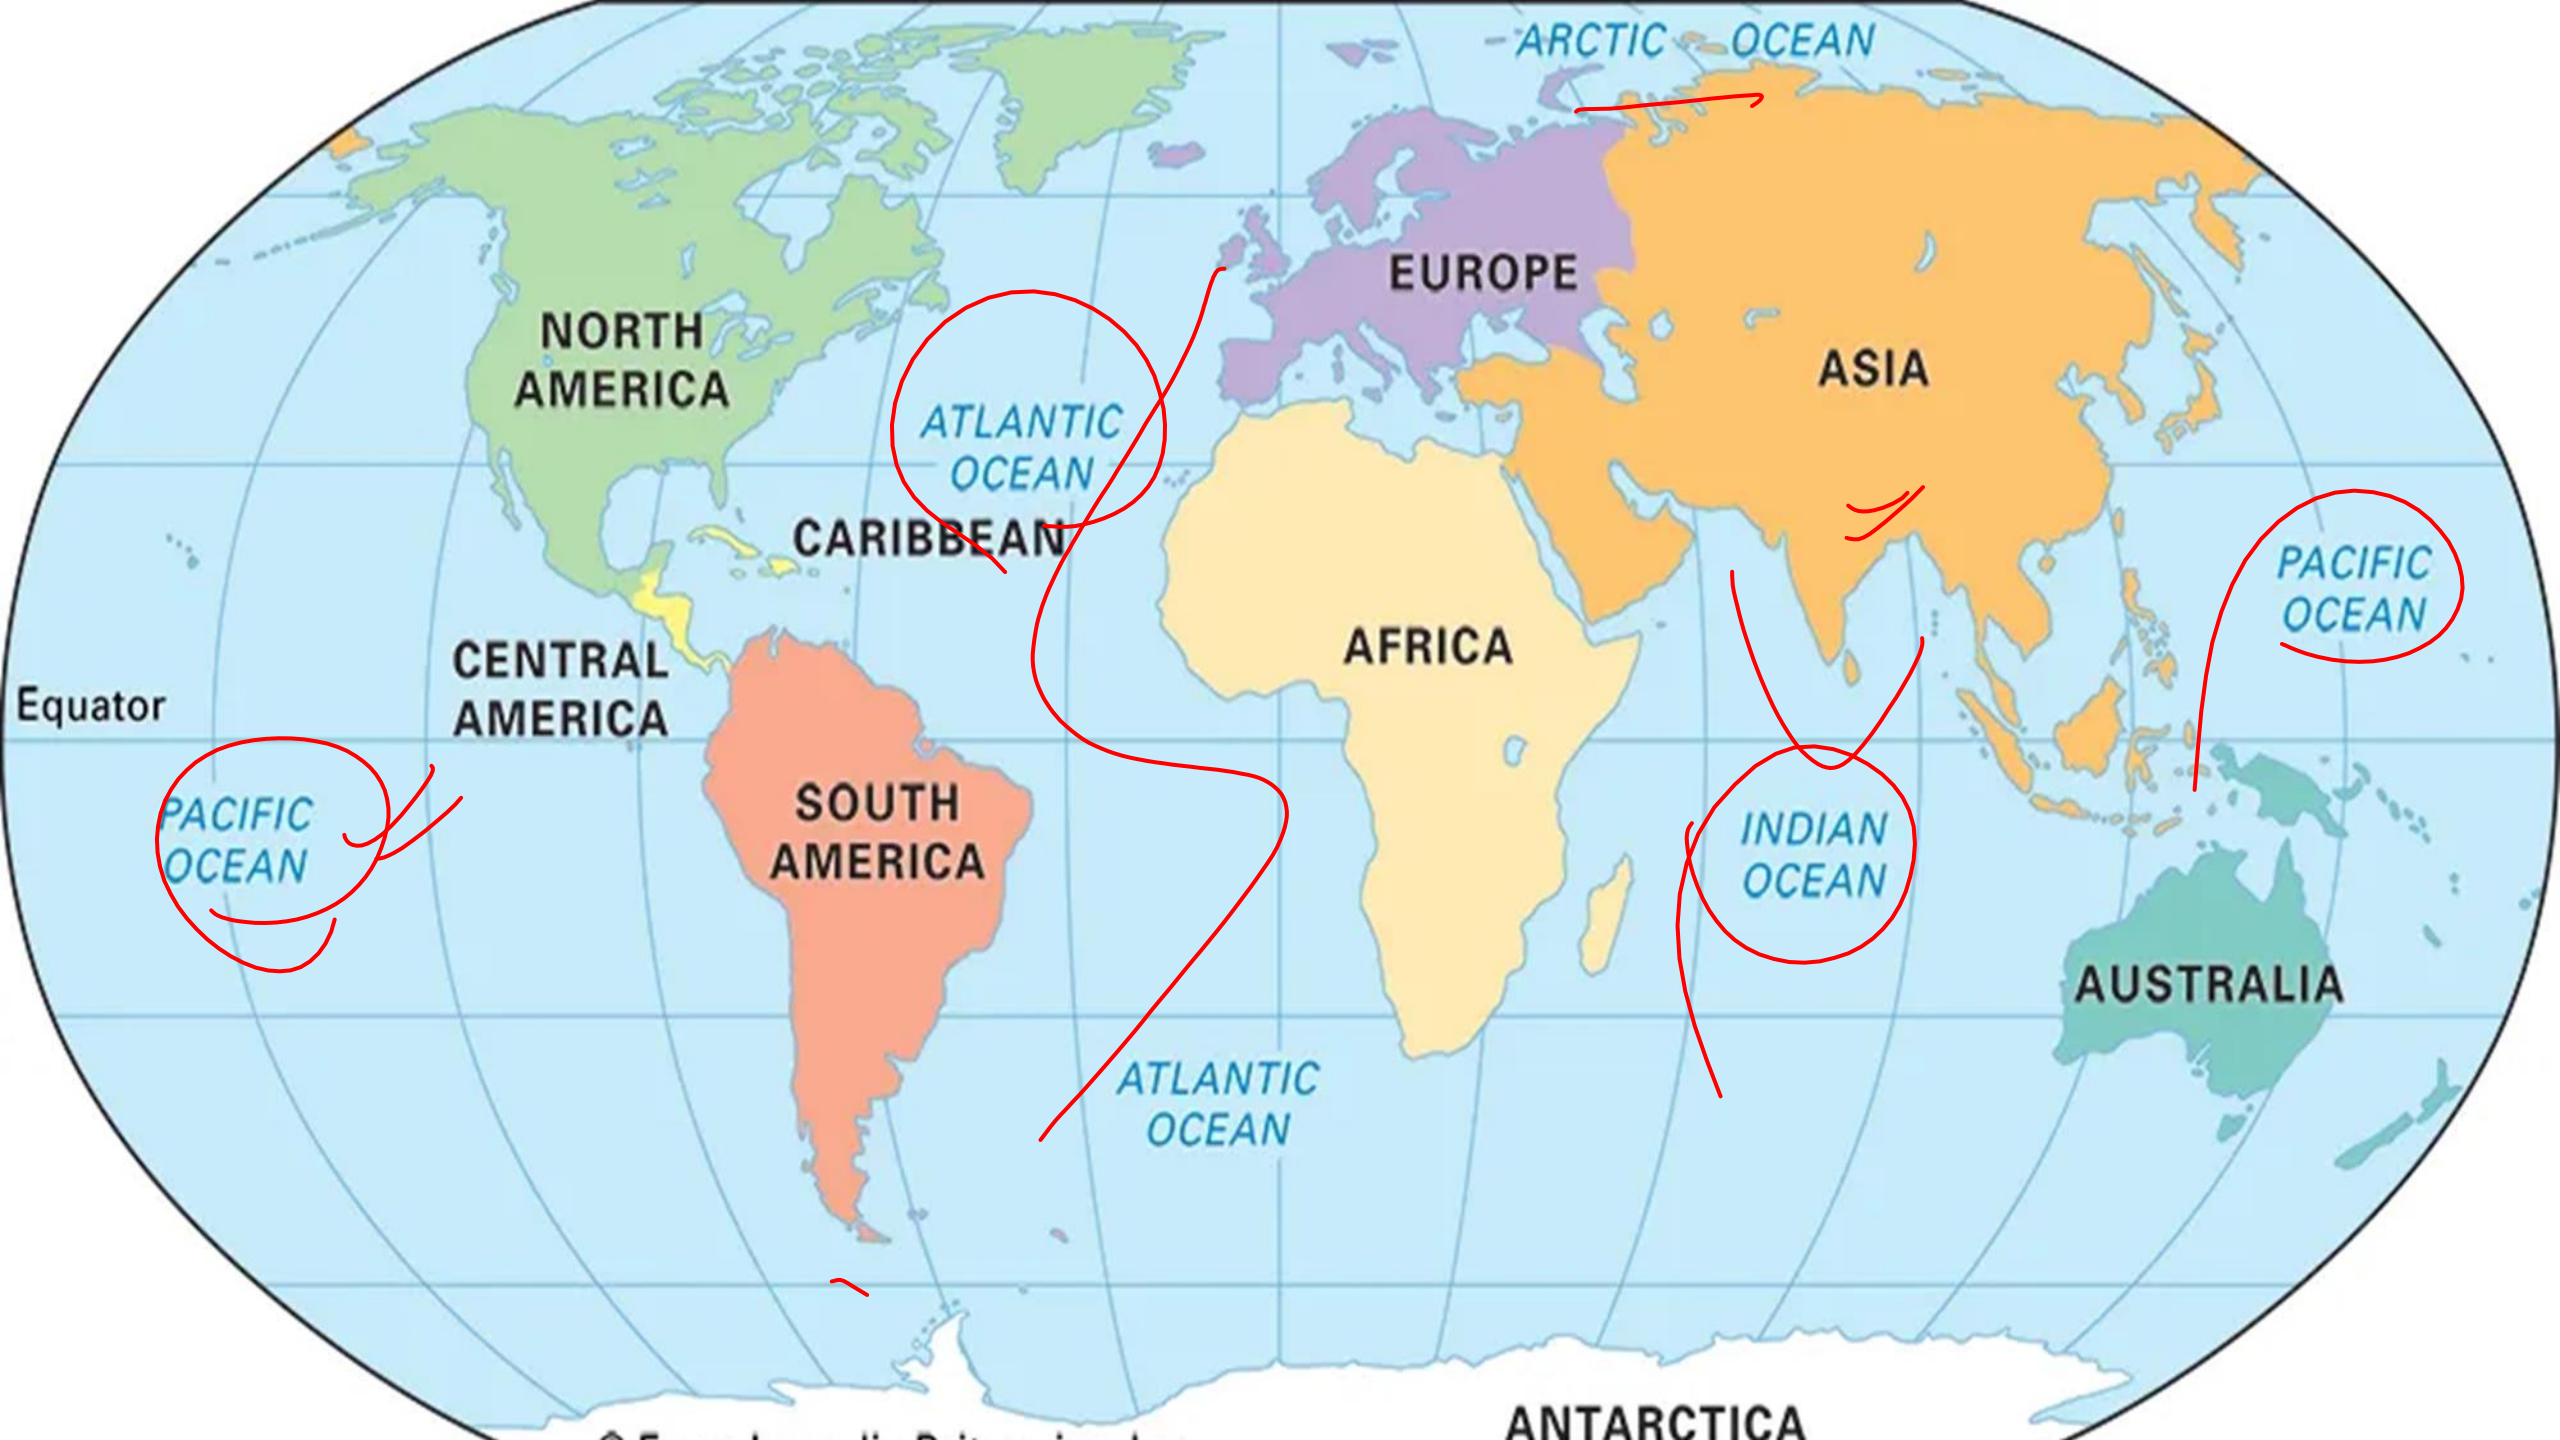 ARCTIC OCEAN
EUROPE
NORTH
AMERICA
ASIA
ATLANTIC
OCEAN
CARIBBEAN
PACIFIC
OCEAN
AFRICA
CENTRAL
AMERICA
Equator
SOUTH
AMERICA
PACIFIC
OCEAN
INDIAN
OCEAN
AUSTRALIA
ATLANTIC
OCEAN
ANTARCTICA